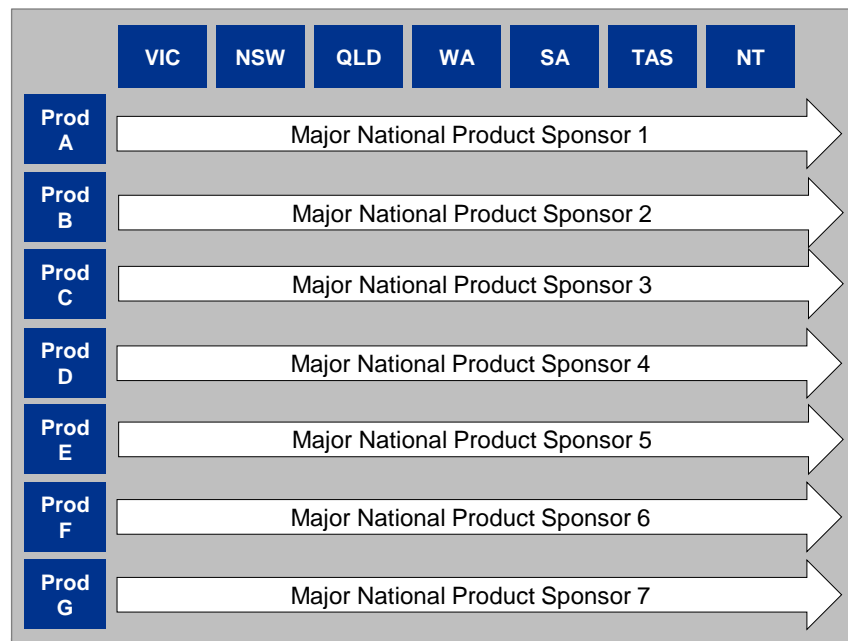 VIC NSW QLD WA SA TAS NT
Prod
A
Major National Product Sponsor 1
Prod
B
Major National Product Sponsor 2
Prod
C
Major National Product Sponsor 3
Prod
D
Major National Product Sponsor 4
Prod
E
Major National Product Sponsor 5
Prod
F
Major National Product Sponsor 6
Prod
G
Major National Product Sponsor 7